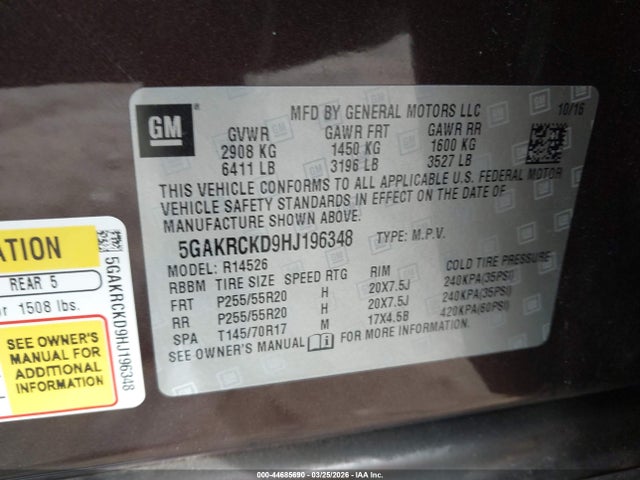 GM
MFD BY GENERAL MOTORS LLC 10/16
GVWR GAWR FRT GAWR RR
2908 KG 1450 KG 1600 KG
6411 LB 3196 LB 3527 LB
THIS VEHICLE CONFORMS TO ALL APPLICABLE U.S. FEDERAL MOTOR
VEHICLE SAFETY STANDARDS IN EFFECT ON THE DATE OF
MANUFACTURE SHOWN ABOVE.
5GAKRCKD9HJ196348 TYPE: M.P.V.
MODEL: R14526
RBBM TIRE SIZE SPEED RTG RIM COLD TIRE PRESSURE
FRT P255/55R20 H 20X7.5J 240KPA(35PSI)
RR P255/55R20 H 20X7.5J 240KPA(35PSI)
SPA T145/70R17 M 17X4.5B 420KPA(60PSI)
SEE OWNER'S MANUAL FOR MORE INFORMATION
ATION
REAR 5
r 1508 lbs.
SEE OWNER'S
MANUAL FOR
ADDITIONAL
INFORMATION
5GAKRCKD9HJ196348
000-44685690 - 03/25/2026 - IAA Inc.